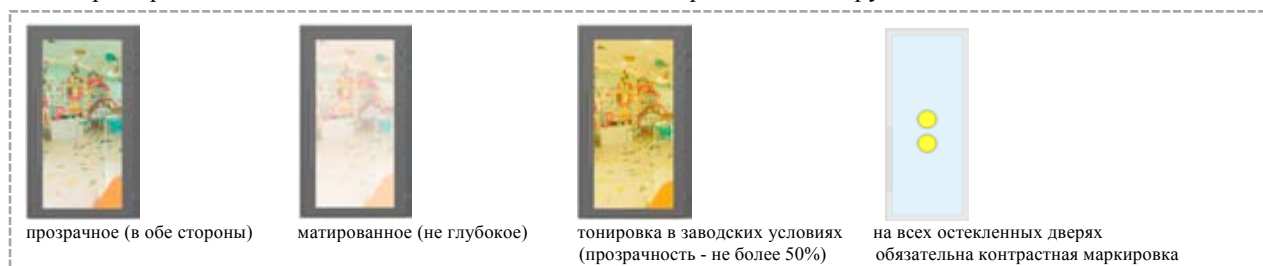 прозрачное (в обе стороны)
матированное (не глубокое)
тонировка в заводских условиях
(прозрачность - не более 50%)
на всех остекленных дверях
обязательна контрастная маркировка